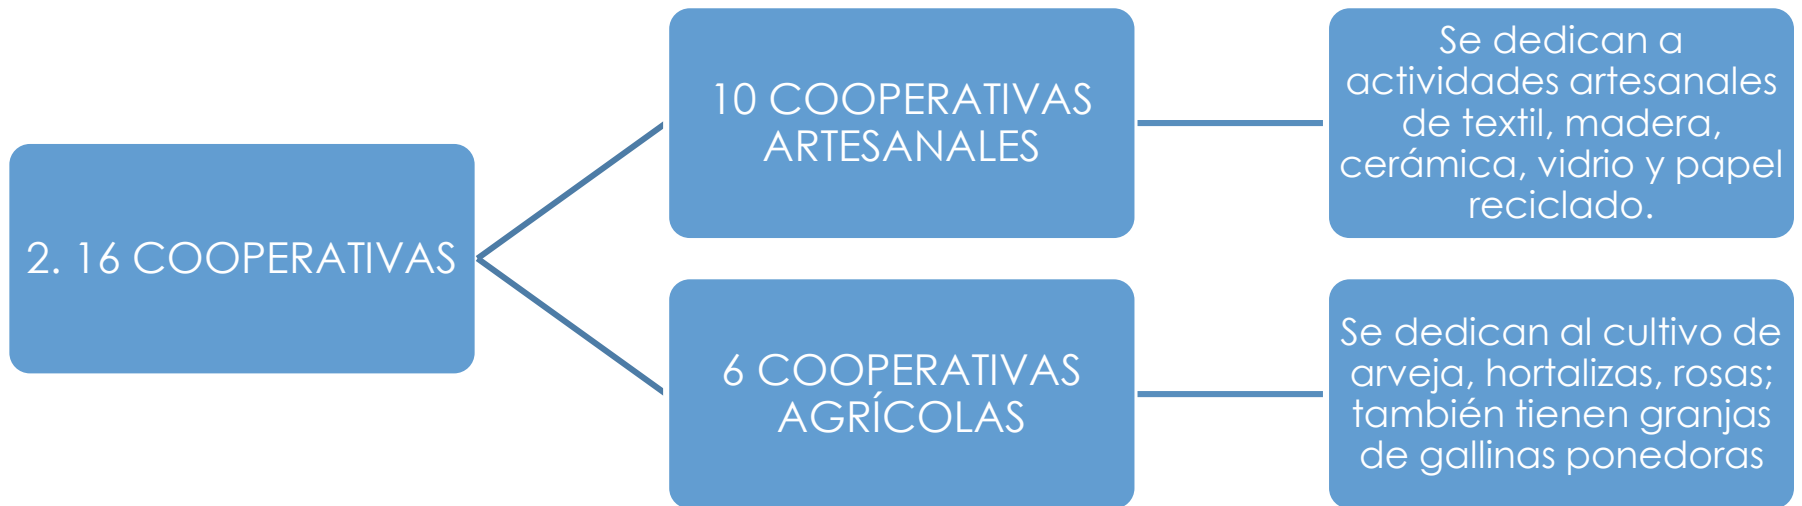 2. 16 COOPERATIVAS
10 COOPERATIVAS
ARTESANALES
Se dedican a
actividades artesanales
de textil, madera,
cerámica, vidrio y papel
reciclado.
6 COOPERATIVAS
AGRÍCOLAS
Se dedican al cultivo de
arveja, hortalizas, rosas;
también tienen granjas
de gallinas ponedoras